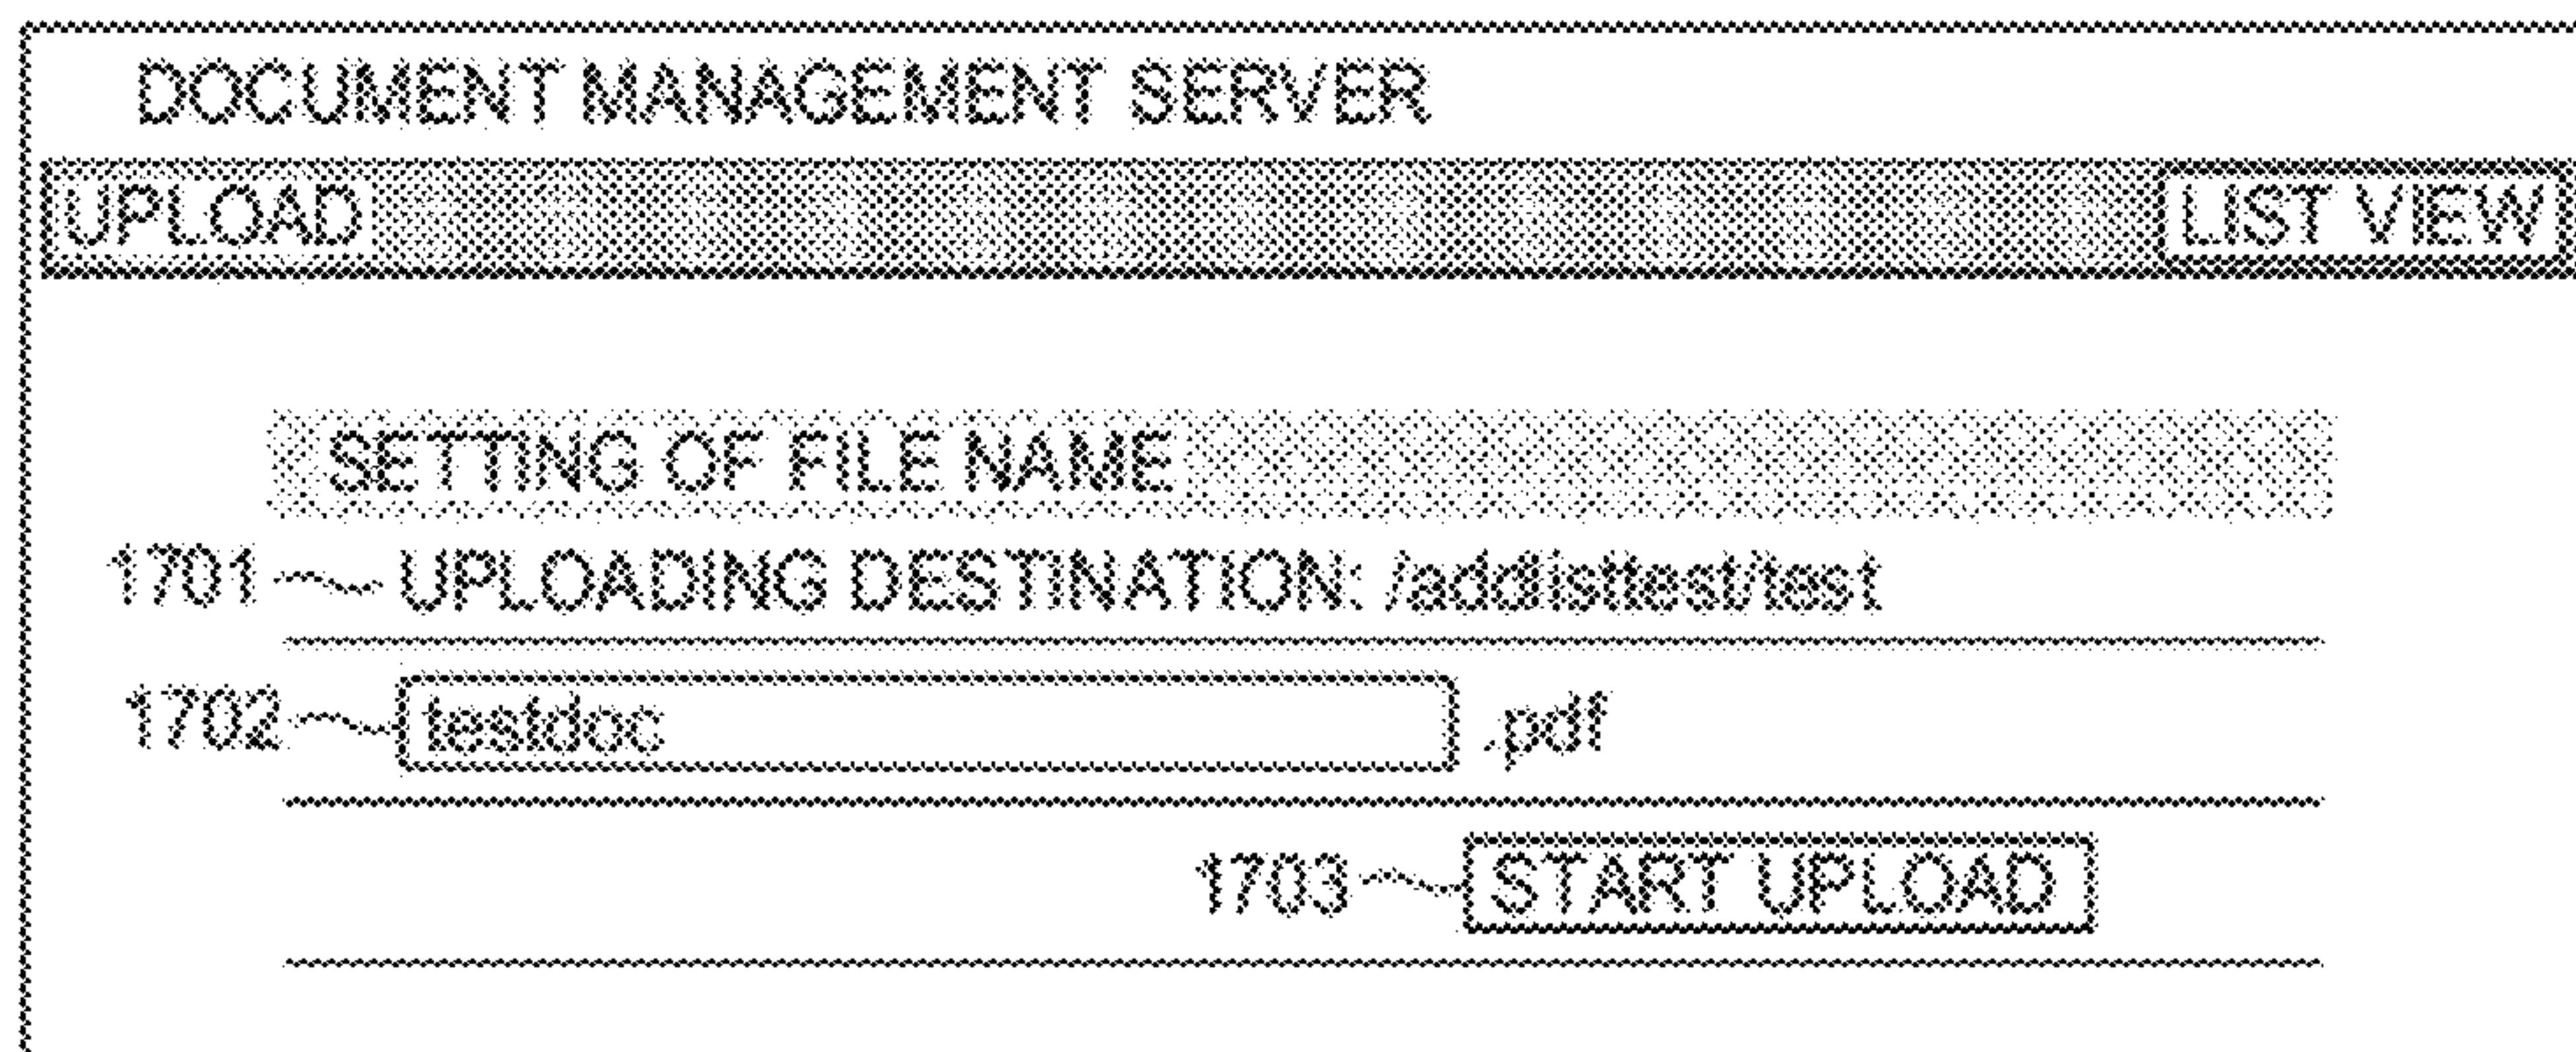 DOCUMENT MANAGEMENT SERVER
UPLOAD LIST VIEW
SETTING OF FILE NAME
1701 UPLOADING DESTINATION: /addlisttest/test
1702 testdoc .pdf
1703 START UPLOAD